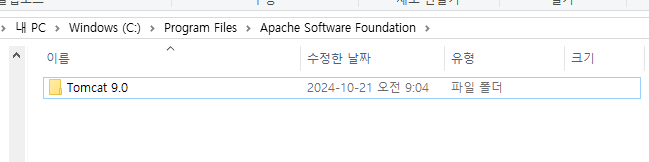 내 PC > Windows (C:) > Program Files > Apache Software Foundation >
이름 수정한 날짜 유형 크기
Tomcat 9.0 2024-10-21 오전 9:04 파일 폴더